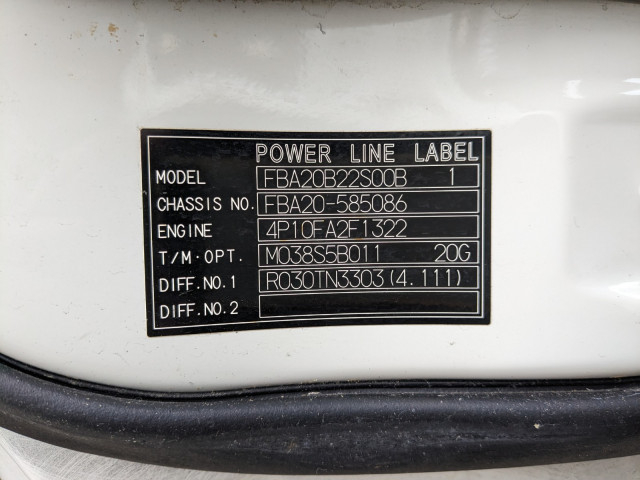 POWER LINE LABEL
MODEL FBA20B22S00B 1
CHASSIS NO. FBA20-585086
ENGINE 4P10FA2F1322
T/M·OPT. M038S5B011 20G
DIFF.NO.1 R030TN3303(4.111)
DIFF.NO.2